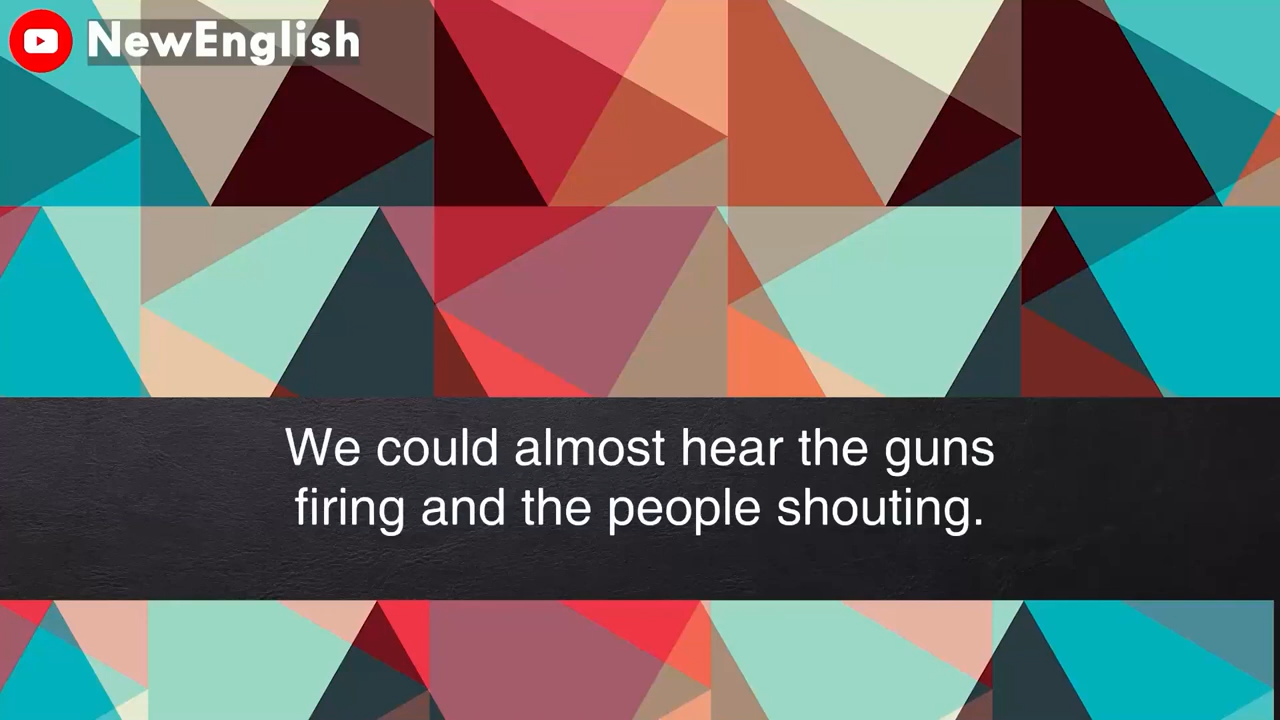 NewEnglish
We could almost hear the guns
firing and the people shouting.